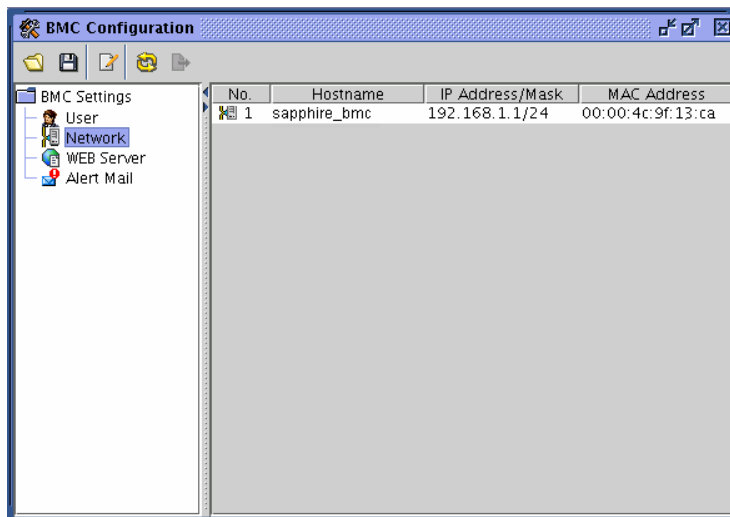 BMC Configuration
BMC Settings
User
Network
WEB Server
Alert Mail
No. Hostname IP Address/Mask MAC Address
1 sapphire_bmc 192.168.1.1/24 00:00:4c:9f:13:ca